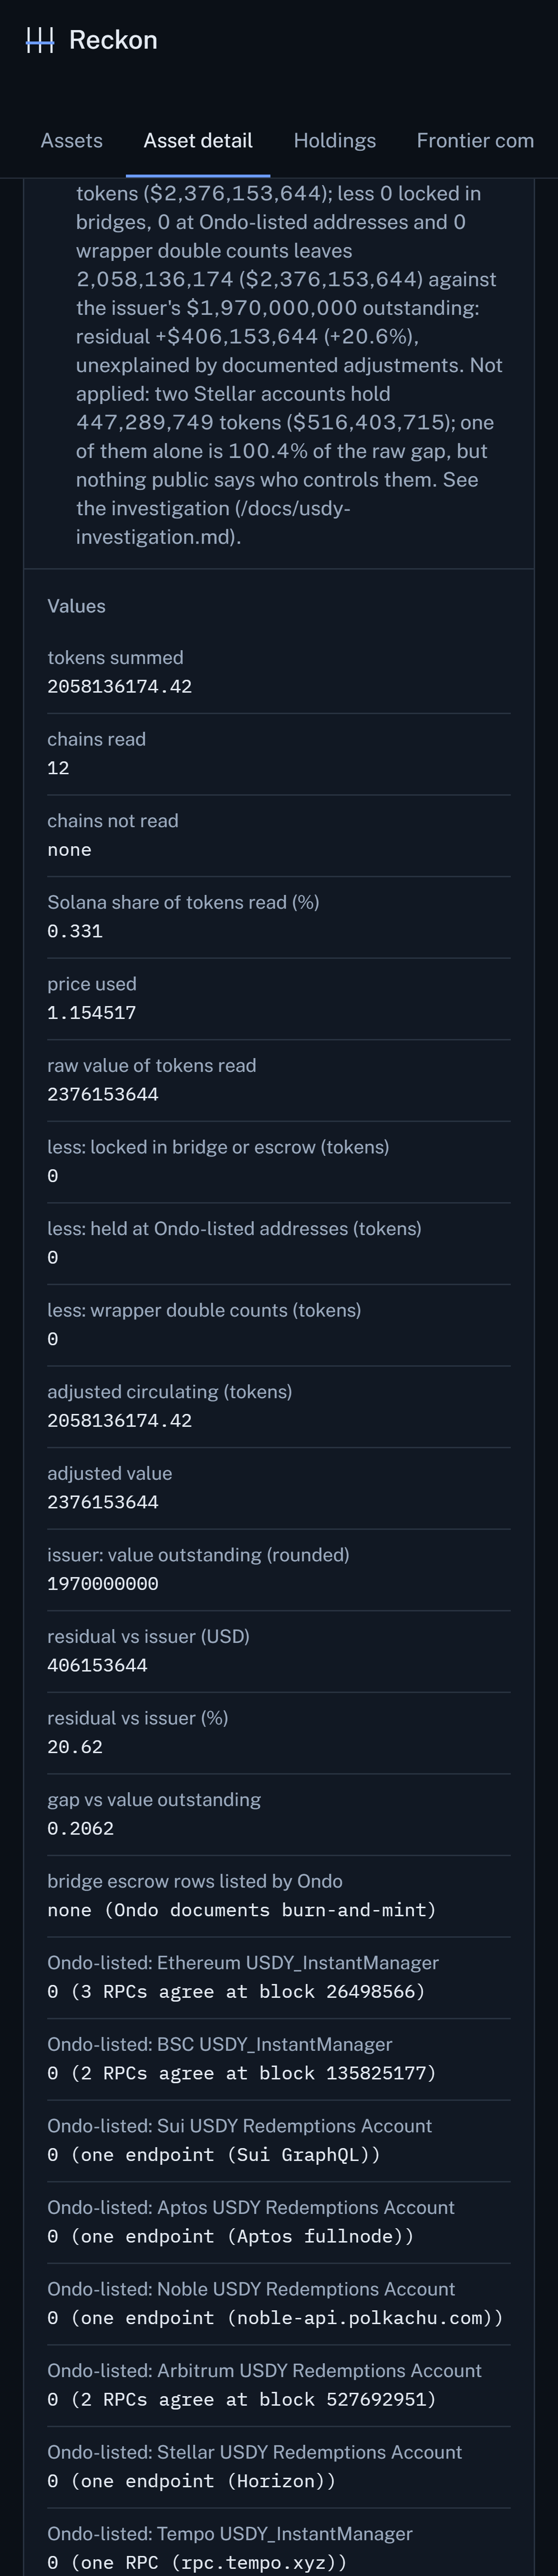 Reckon
Assets
Asset detail
Holdings
Frontier com
tokens ($2,376,153,644); less 0 locked in
bridges, 0 at Ondo-listed addresses and 0
wrapper double counts leaves
2,058,136,174 ($2,376,153,644) against
the issuer's $1,970,000,000 outstanding:
residual +$406,153,644 (+20.6%),
unexplained by documented adjustments. Not
applied: two Stellar accounts hold
447,289,749 tokens ($516,403,715); one
of them alone is 100.4% of the raw gap, but
nothing public says who controls them. See
the investigation (/docs/usdy-
investigation.md).
Values
tokens summed
2058136174.42
chains read
12
chains not read
none
Solana share of tokens read (%)
0.331
price used
1.154517
raw value of tokens read
2376153644
less: locked in bridge or escrow (tokens)
0
less: held at Ondo-listed addresses (tokens)
0
less: wrapper double counts (tokens)
0
adjusted circulating (tokens)
2058136174.42
adjusted value
2376153644
issuer: value outstanding (rounded)
1970000000
residual vs issuer (USD)
406153644
residual vs issuer (%)
20.62
gap vs value outstanding
0.2062
bridge escrow rows listed by Ondo
none (Ondo documents burn-and-mint)
Ondo-listed: Ethereum USDY_InstantManager
0 (3 RPCs agree at block 26498566)
Ondo-listed: BSC USDY_InstantManager
0 (2 RPCs agree at block 135825177)
Ondo-listed: Sui USDY Redemptions Account
0 (one endpoint (Sui GraphQL))
Ondo-listed: Aptos USDY Redemptions Account
0 (one endpoint (Aptos fullnode))
Ondo-listed: Noble USDY Redemptions Account
0 (one endpoint (noble-api.polkachu.com))
Ondo-listed: Arbitrum USDY Redemptions Account
0 (2 RPCs agree at block 527692951)
Ondo-listed: Stellar USDY Redemptions Account
0 (one endpoint (Horizon))
Ondo-listed: Tempo USDY_InstantManager
0 (one RPC (rpc.tempo.xyz))